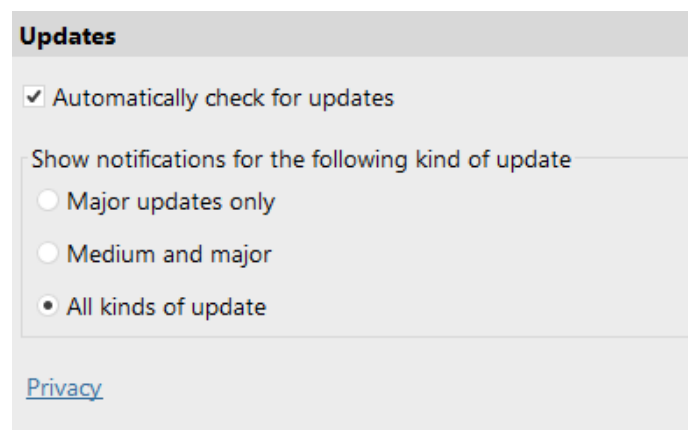 Updates
Automatically check for updates
Show notifications for the following kind of update
Major updates only
Medium and major
All kinds of update
Privacy